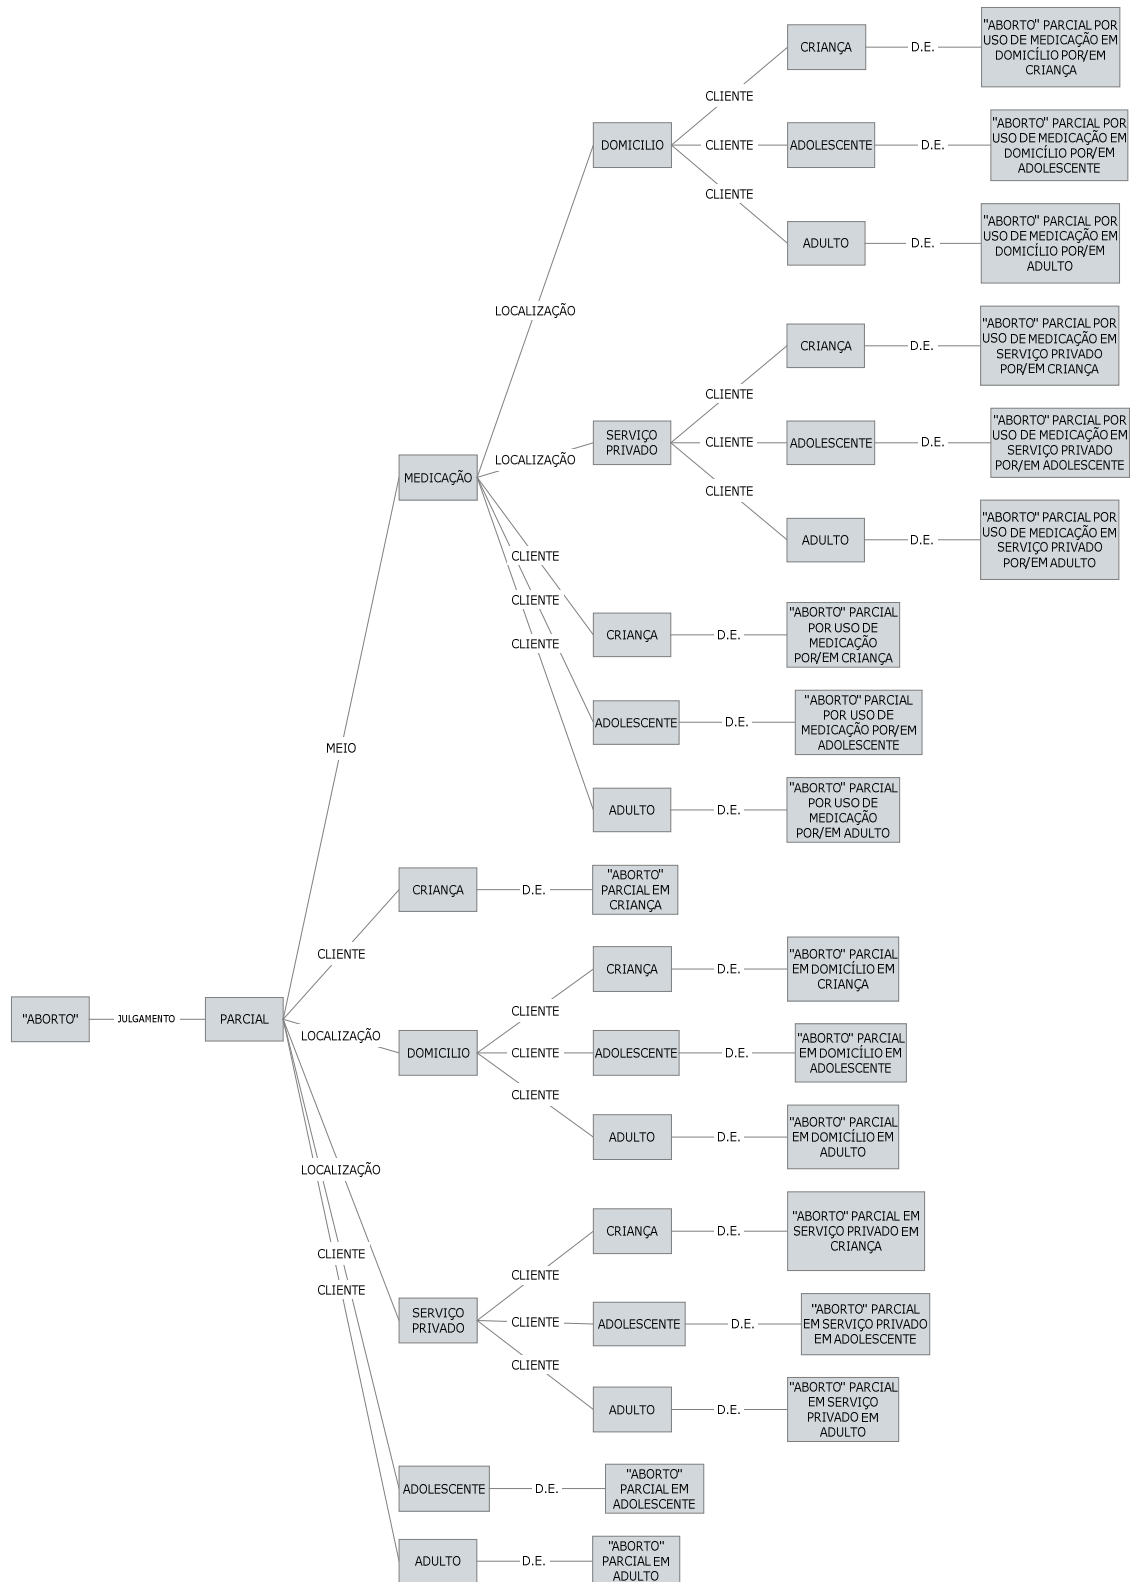 CRIANÇA
D.E.
"ABORTO" PARCIAL POR
USO DE MEDICAÇÃO EM
DOMICÍLIO POR/EM
CRIANÇA
CLIENTE
DOMICILIO
CLIENTE
ADOLESCENTE
D.E.
"ABORTO" PARCIAL POR
USO DE MEDICAÇÃO EM
DOMICÍLIO POR/EM
ADOLESCENTE
CLIENTE
ADULTO
D.E.
"ABORTO" PARCIAL POR
USO DE MEDICAÇÃO EM
DOMICÍLIO POR/EM
ADULTO
LOCALIZAÇÃO
CRIANÇA
D.E.
"ABORTO" PARCIAL POR
USO DE MEDICAÇÃO EM
SERVIÇO PRIVADO
POR/EM CRIANÇA
CLIENTE
LOCALIZAÇÃO
SERVIÇO
PRIVADO
CLIENTE
ADOLESCENTE
D.E.
"ABORTO" PARCIAL POR
USO DE MEDICAÇÃO EM
SERVIÇO PRIVADO
POR/EM ADOLESCENTE
MEDICAÇÃO
CLIENTE
ADULTO
D.E.
"ABORTO" PARCIAL POR
USO DE MEDICAÇÃO EM
SERVIÇO PRIVADO
POR/EM ADULTO
CLIENTE
CLIENTE
CLIENTE
CRIANÇA
D.E.
"ABORTO" PARCIAL
POR USO DE
MEDICAÇÃO
POR/EM CRIANÇA
ADOLESCENTE
D.E.
"ABORTO" PARCIAL
POR USO DE
MEDICAÇÃO POR/EM
ADOLESCENTE
MEIO
ADULTO
D.E.
"ABORTO" PARCIAL
POR USO DE
MEDICAÇÃO
POR/EM ADULTO
CRIANÇA
D.E.
"ABORTO"
PARCIAL EM
CRIANÇA
CLIENTE
CRIANÇA
D.E.
"ABORTO" PARCIAL
EM DOMICÍLIO EM
CRIANÇA
CLIENTE
"ABORTO"
JULGAMENTO
PARCIAL
LOCALIZAÇÃO
DOMICILIO
CLIENTE
ADOLESCENTE
D.E.
"ABORTO" PARCIAL
EM DOMICÍLIO EM
ADOLESCENTE
CLIENTE
ADULTO
D.E.
"ABORTO" PARCIAL
EM DOMICÍLIO EM
ADULTO
LOCALIZAÇÃO
CRIANÇA
D.E.
"ABORTO" PARCIAL EM
SERVIÇO PRIVADO EM
CRIANÇA
CLIENTE
CLIENTE
CLIENTE
SERVIÇO
PRIVADO
CLIENTE
ADOLESCENTE
D.E.
"ABORTO" PARCIAL
EM SERVIÇO PRIVADO
EM ADOLESCENTE
CLIENTE
ADULTO
D.E.
"ABORTO" PARCIAL
EM SERVIÇO
PRIVADO EM
ADULTO
ADOLESCENTE
D.E.
"ABORTO"
PARCIAL EM
ADOLESCENTE
ADULTO
D.E.
"ABORTO"
PARCIAL EM
ADULTO